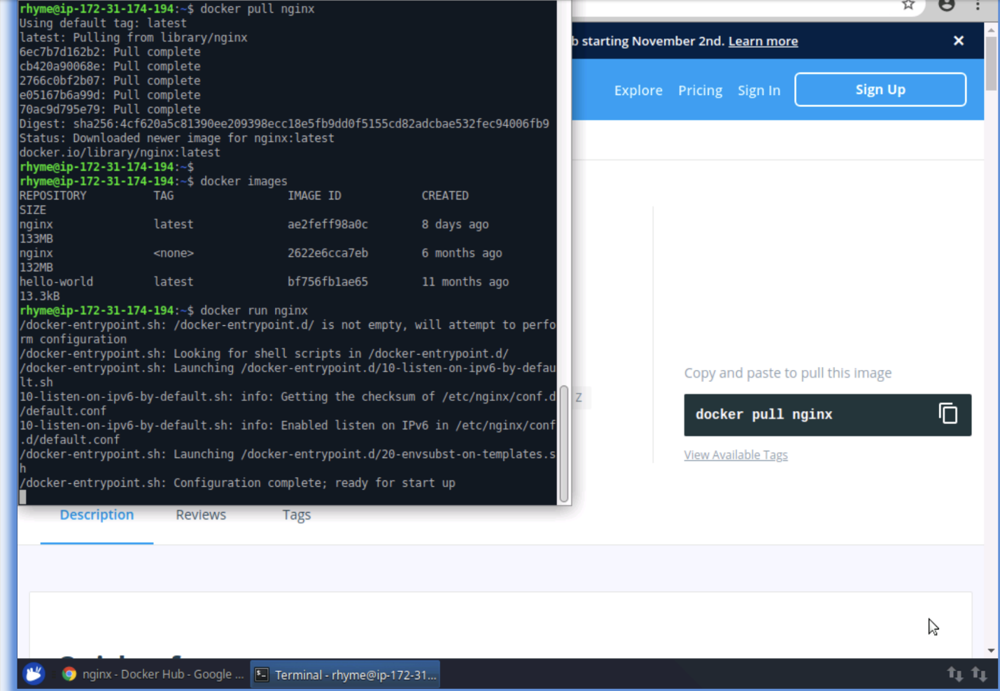 rhyme@ip-172-31-174-194:~$ docker pull nginx
Using default tag: latest
latest: Pulling from library/nginx
6ec7b7d162b2: Pull complete
cb420a90068e: Pull complete
2766c0bf2b07: Pull complete
e05167b6a99d: Pull complete
70ac9d795e79: Pull complete
Digest: sha256:4cf620a5c81390ee209398ecc18e5fb9dd0f5155cd82adcbae532fec94006fb9
Status: Downloaded newer image for nginx:latest
docker.io/library/nginx:latest
rhyme@ip-172-31-174-194:~$
rhyme@ip-172-31-174-194:~$ docker images
REPOSITORY TAG IMAGE ID CREATED
SIZE
nginx latest ae2feff98a0c 8 days ago
133MB
nginx <none> 2622e6cca7eb 6 months ago
132MB
hello-world latest bf756fb1ae65 11 months ago
13.3kB
rhyme@ip-172-31-174-194:~$ docker run nginx
/docker-entrypoint.sh: /docker-entrypoint.d/ is not empty, will attempt to perfo
rm configuration
/docker-entrypoint.sh: Looking for shell scripts in /docker-entrypoint.d/
/docker-entrypoint.sh: Launching /docker-entrypoint.d/10-listen-on-ipv6-by-defau
lt.sh
10-listen-on-ipv6-by-default.sh: info: Getting the checksum of /etc/nginx/conf.d
/default.conf
10-listen-on-ipv6-by-default.sh: info: Enabled listen on IPv6 in /etc/nginx/conf
.d/default.conf
/docker-entrypoint.sh: Launching /docker-entrypoint.d/20-envsubst-on-templates.s
h
/docker-entrypoint.sh: Configuration complete; ready for start up
b starting November 2nd. Learn more
Explore Pricing Sign In Sign Up
Z
Copy and paste to pull this image
docker pull nginx
View Available Tags
Description Reviews Tags
nginx - Docker Hub - Google ...
Terminal - rhyme@ip-172-31...